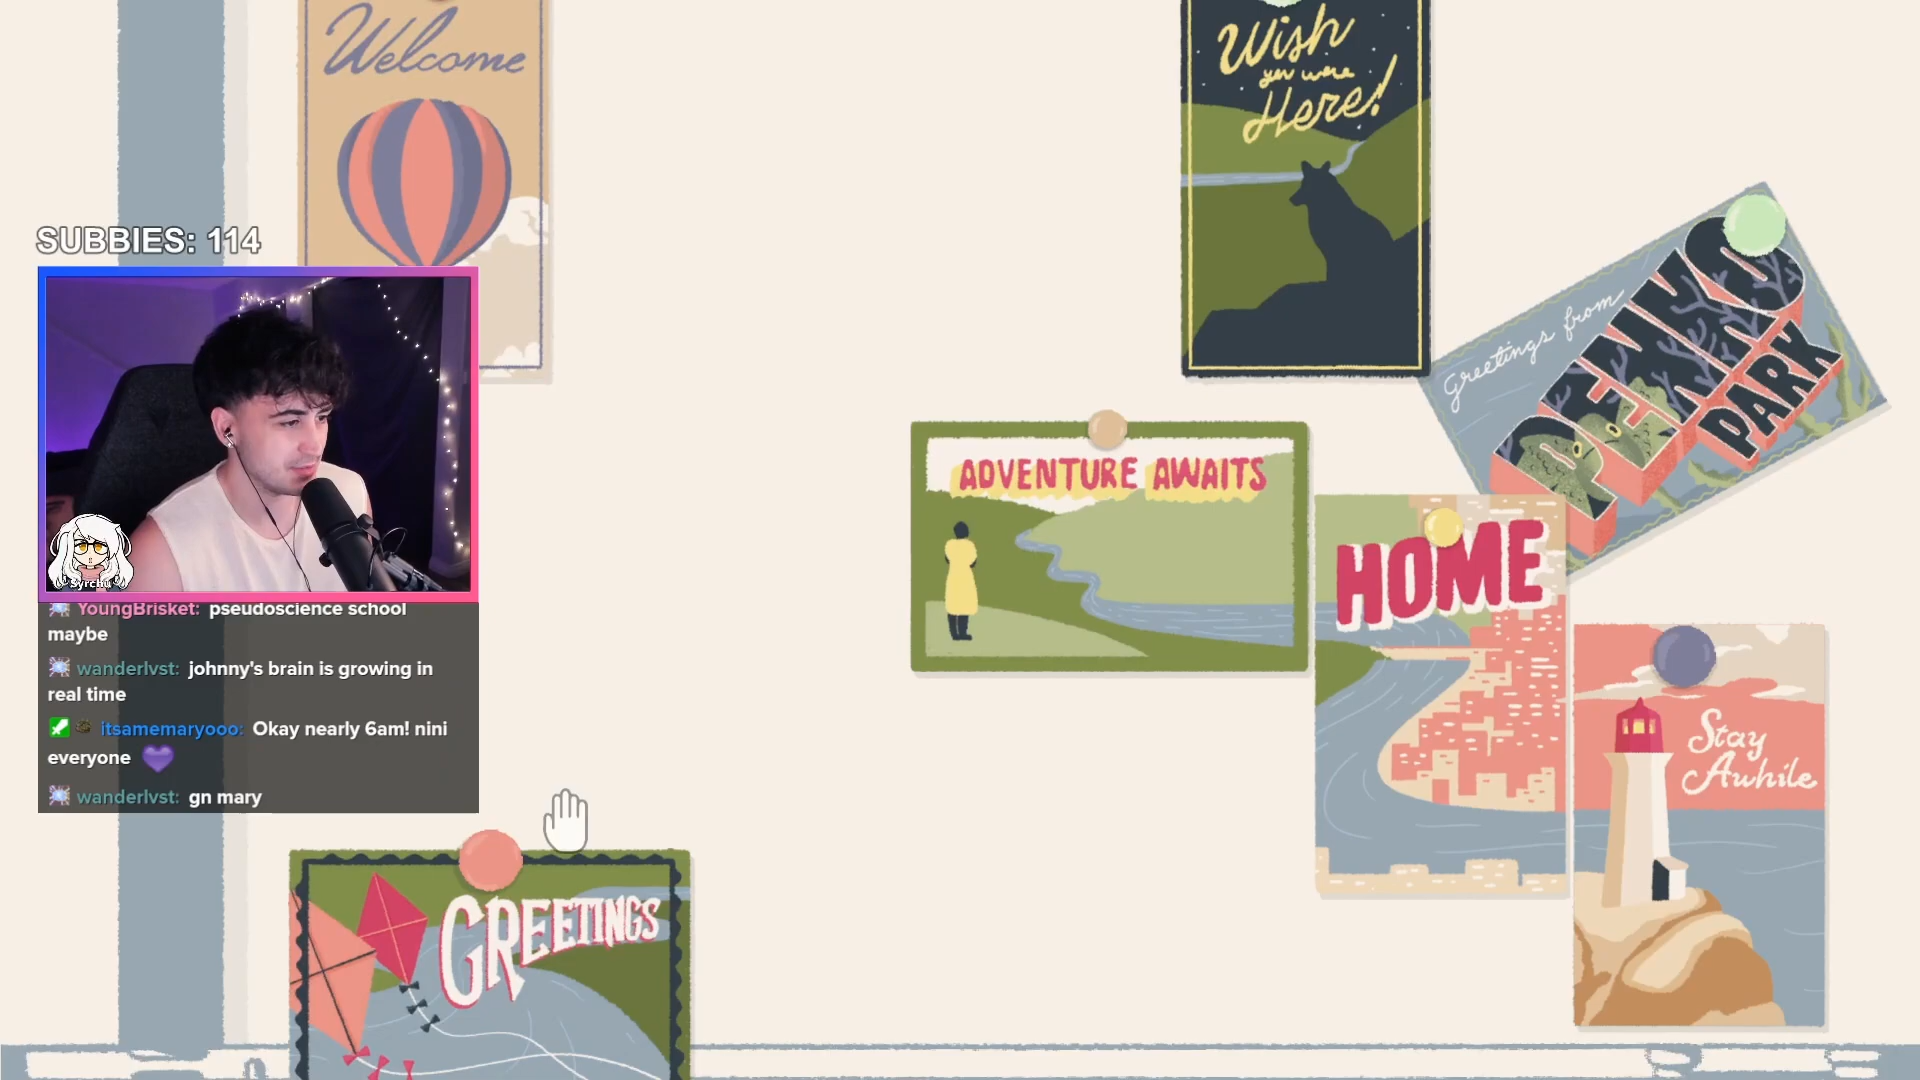 Welcome
Wish
you were
Here!
SUBBIES: 114
Greetings from
PENKO
PARK
ADVENTURE AWAITS
HOME
Syrchu
YoungBrisket: pseudoscience school
maybe
wanderlvst: johnny's brain is growing in
real time
itsamemaryooo: Okay nearly 6am! nini
everyone
wanderlvst: gn mary
Stay
Awhile
GREETINGS